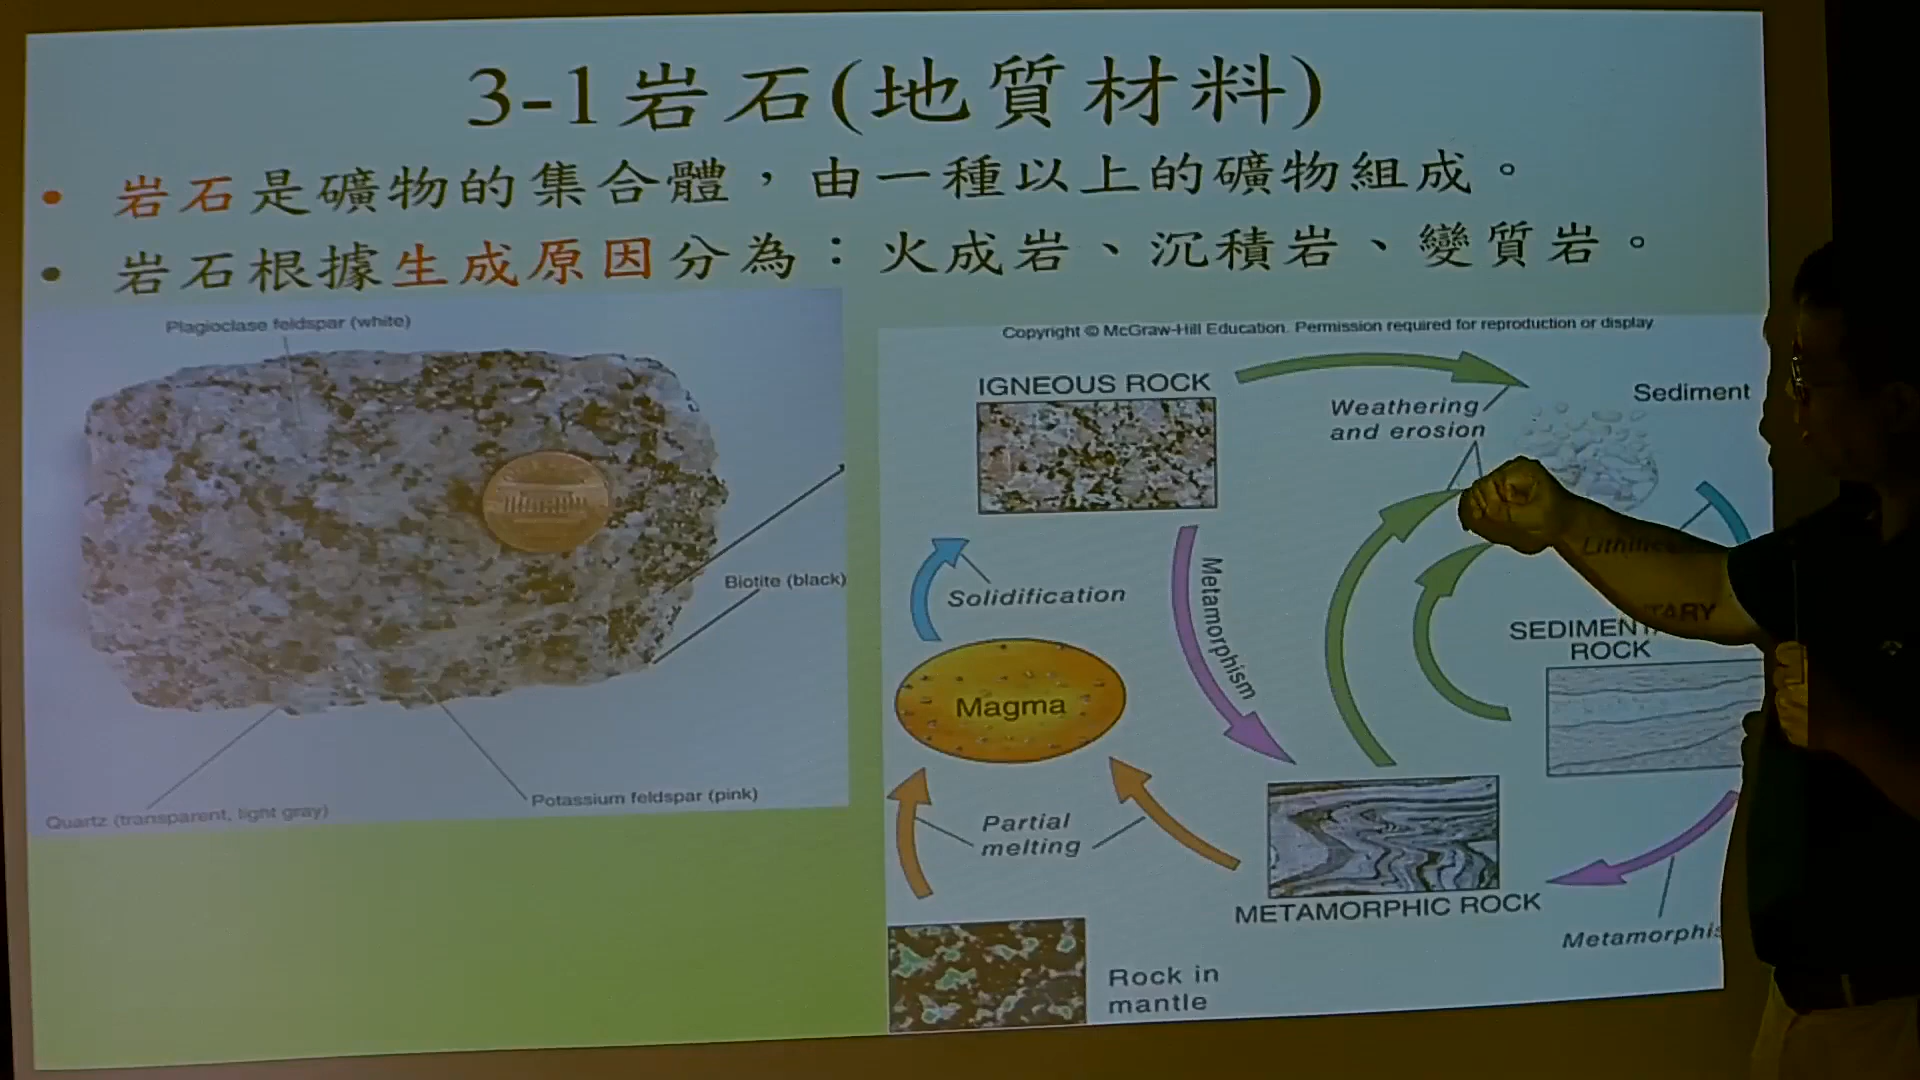 3-1岩石(地質材料)
• 岩石是礦物的集合體，由一種以上的礦物組成。
• 岩石根據生成原因分為：火成岩、沉積岩、變質岩。
Plagioclase feldspar (white)
Biotite (black)
Potassium feldspar (pink)
Quartz (transparent, light gray)
Copyright © McGraw-Hill Education. Permission required for reproduction or display
IGNEOUS ROCK
Weathering
and erosion
Sediment
Solidification
Metamorphism
SEDIMENTARY
ROCK
Magma
Partial
melting
METAMORPHIC ROCK
Rock in
mantle